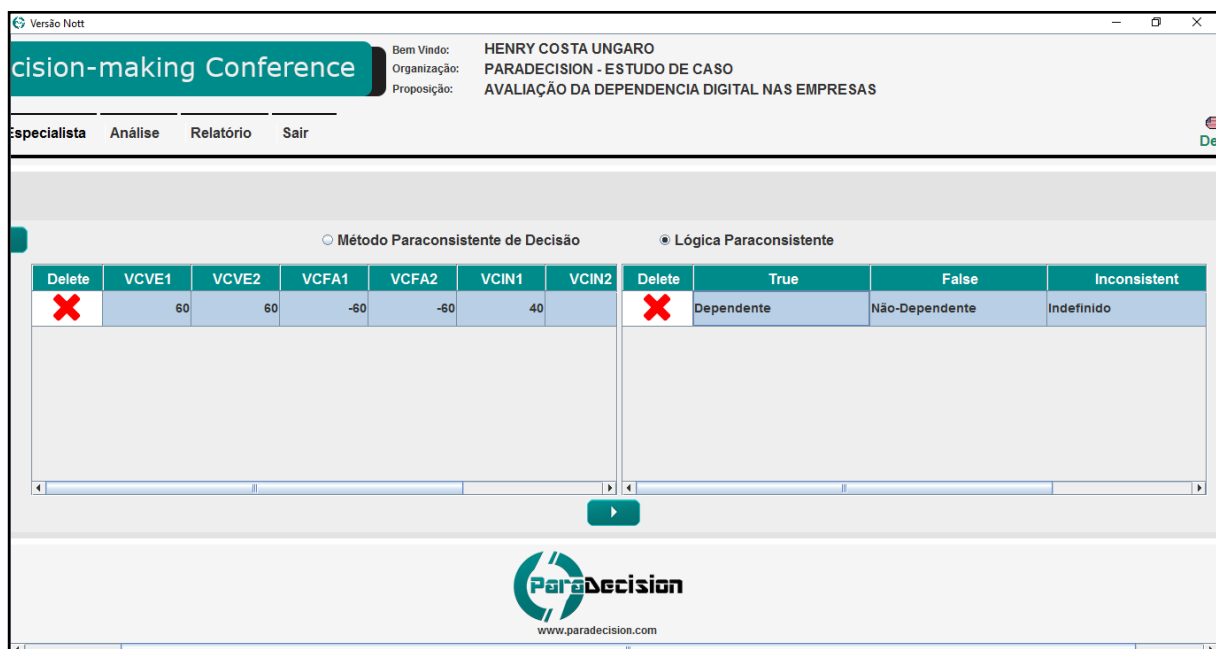 Versão Nott
cision-making Conference
Bem Vindo: HENRY COSTA UNGARO
Organização: PARADECISION - ESTUDO DE CASO
Proposição: AVALIAÇÃO DA DEPENDENCIA DIGITAL NAS EMPRESAS
Especialista Análise Relatório Sair
De
Método Paraconsistente de Decisão Lógica Paraconsistente
Delete VCVE1 VCVE2 VCFA1 VCFA2 VCIN1 VCIN2 Delete True False Inconsistent
60 60 -60 -60 40 Dependente Não-Dependente Indefinido
ParaDecision
www.paradecision.com